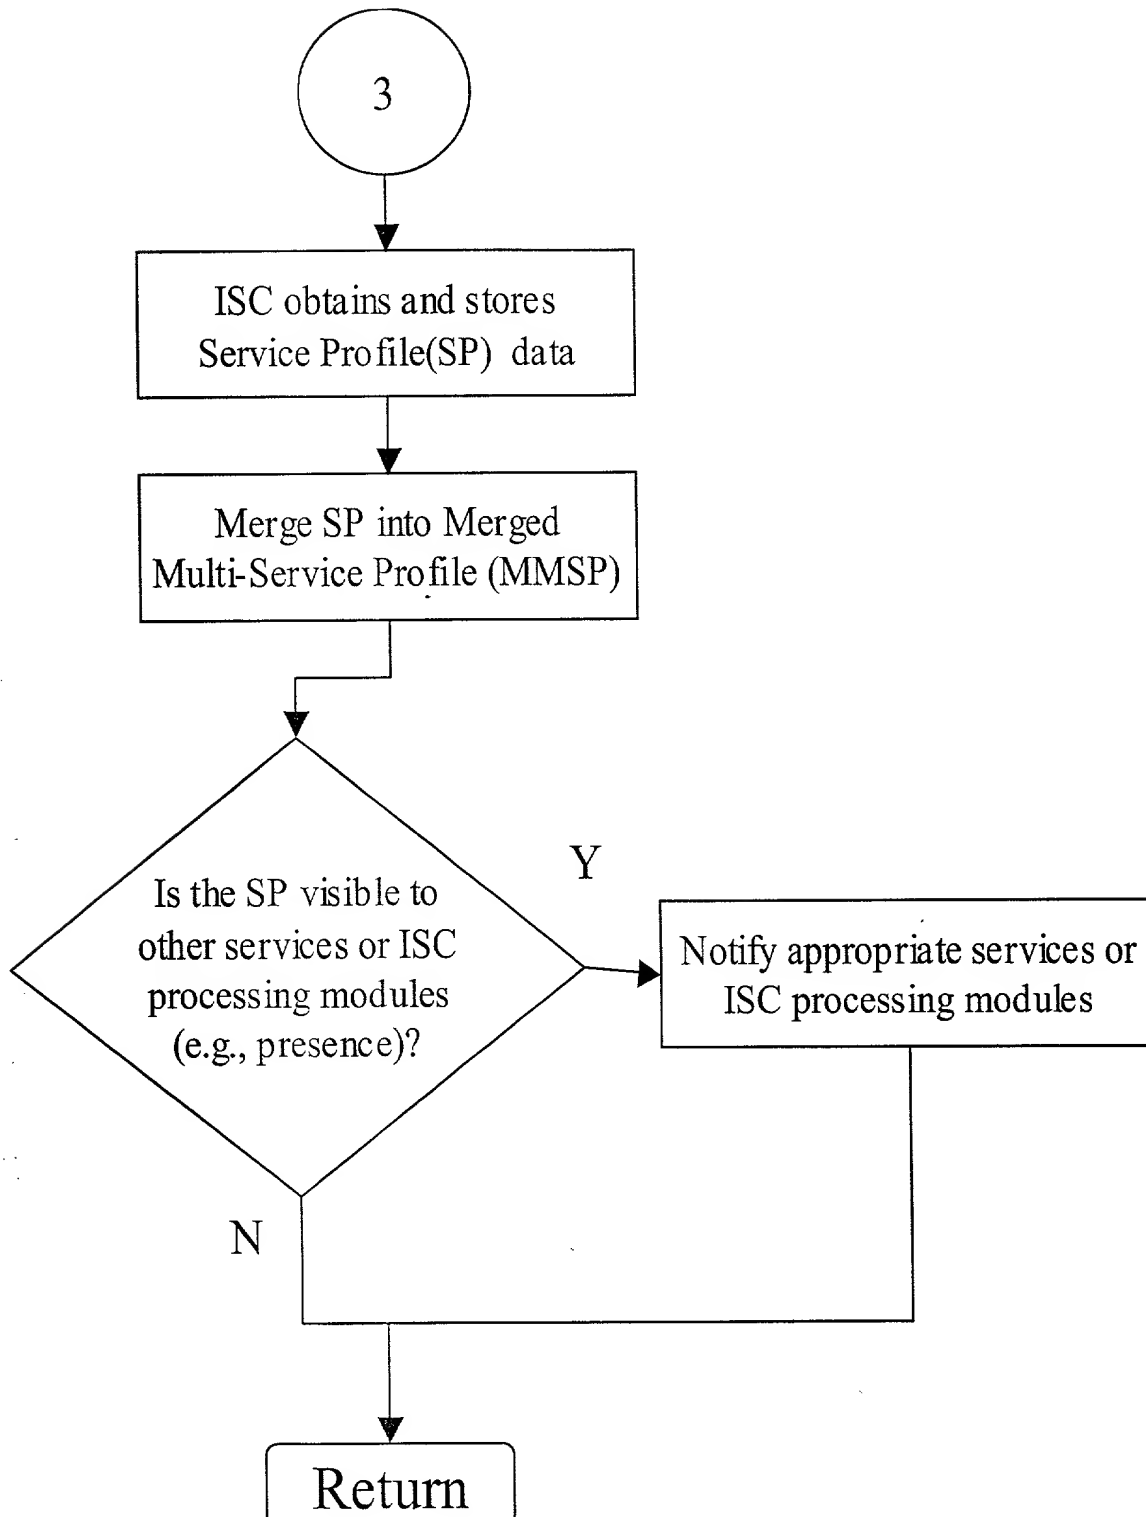 3
ISC obtains and stores
Service Profile(SP) data
Merge SP into Merged
Multi-Service Profile (MMSP)
Is the SP visible to
other services or ISC
processing modules
(e.g., presence)?
Y
Notify appropriate services or
ISC processing modules
N
Return